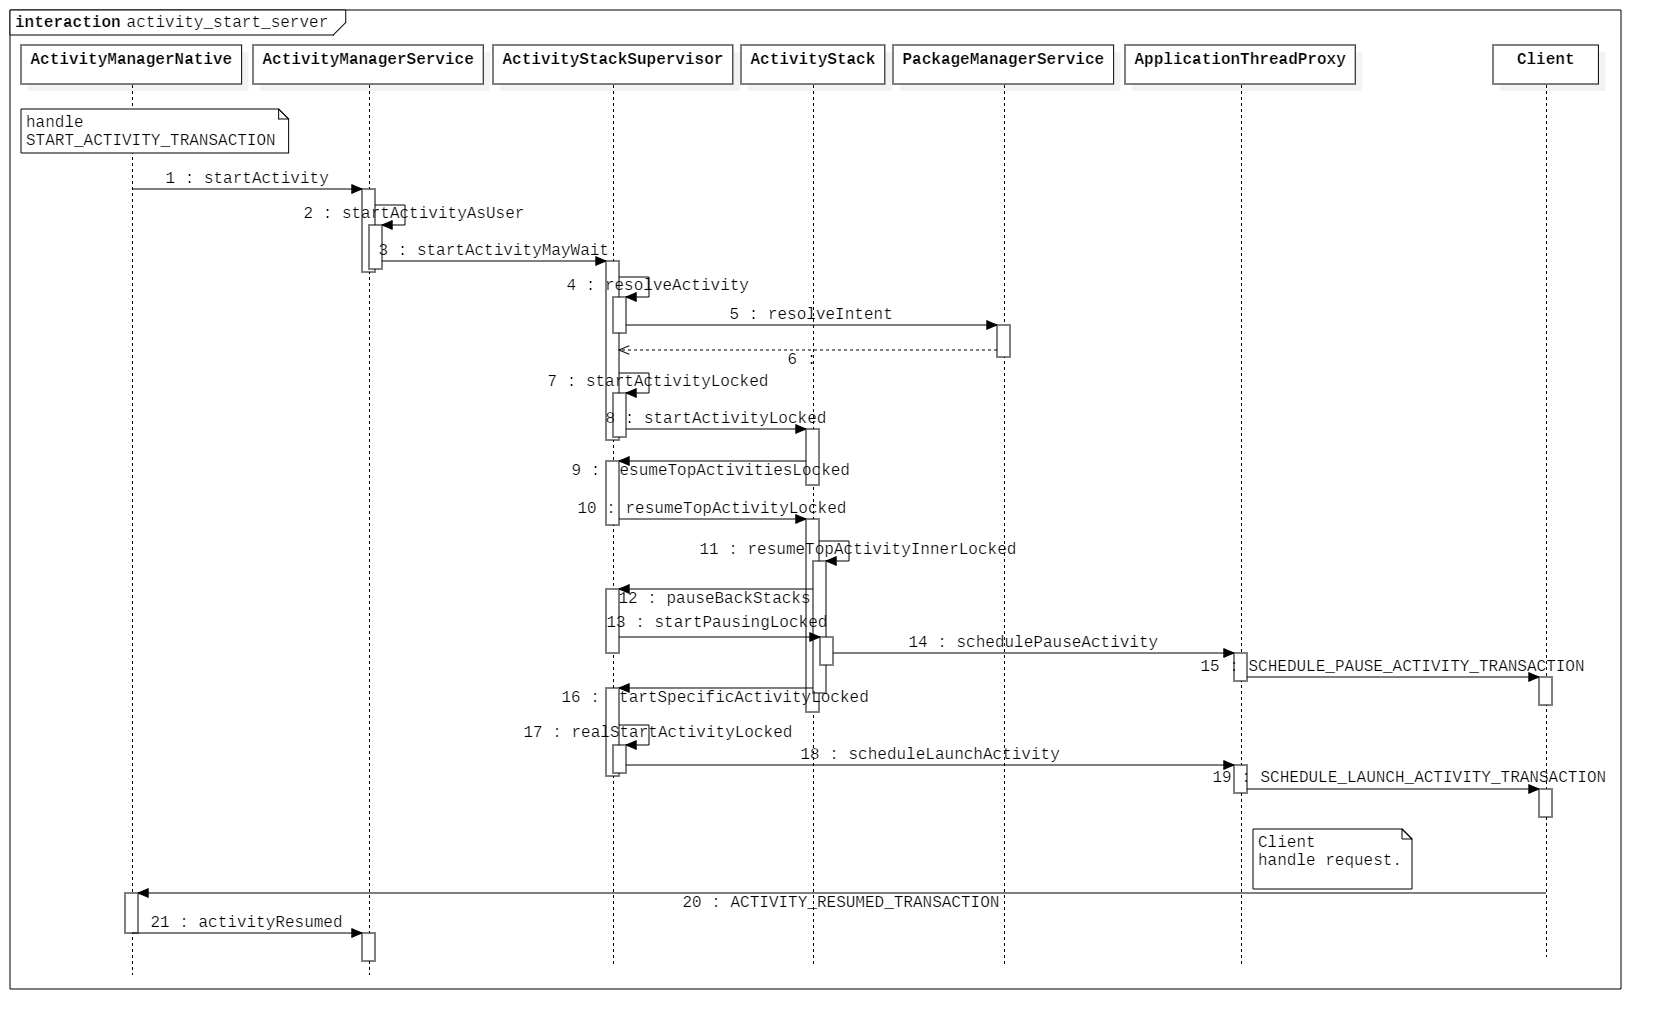 interaction activity_start_server
ActivityManagerNative
ActivityManagerService
ActivityStackSupervisor
ActivityStack
PackageManagerService
ApplicationThreadProxy
Client
handle
START_ACTIVITY_TRANSACTION
1 : startActivity
2 : startActivityAsUser
3 : startActivityMayWait
4 : resolveActivity
5 : resolveIntent
6 :
7 : startActivityLocked
8 : startActivityLocked
9 : esumeTopActivitiesLocked
10 : resumeTopActivityLocked
11 : resumeTopActivityInnerLocked
12 : pauseBackStacks
13 : startPausingLocked
14 : schedulePauseActivity
15 : SCHEDULE_PAUSE_ACTIVITY_TRANSACTION
16 : tartSpecificActivityLocked
17 : realStartActivityLocked
18 : scheduleLaunchActivity
19 : SCHEDULE_LAUNCH_ACTIVITY_TRANSACTION
Client
handle request.
20 : ACTIVITY_RESUMED_TRANSACTION
21 : activityResumed